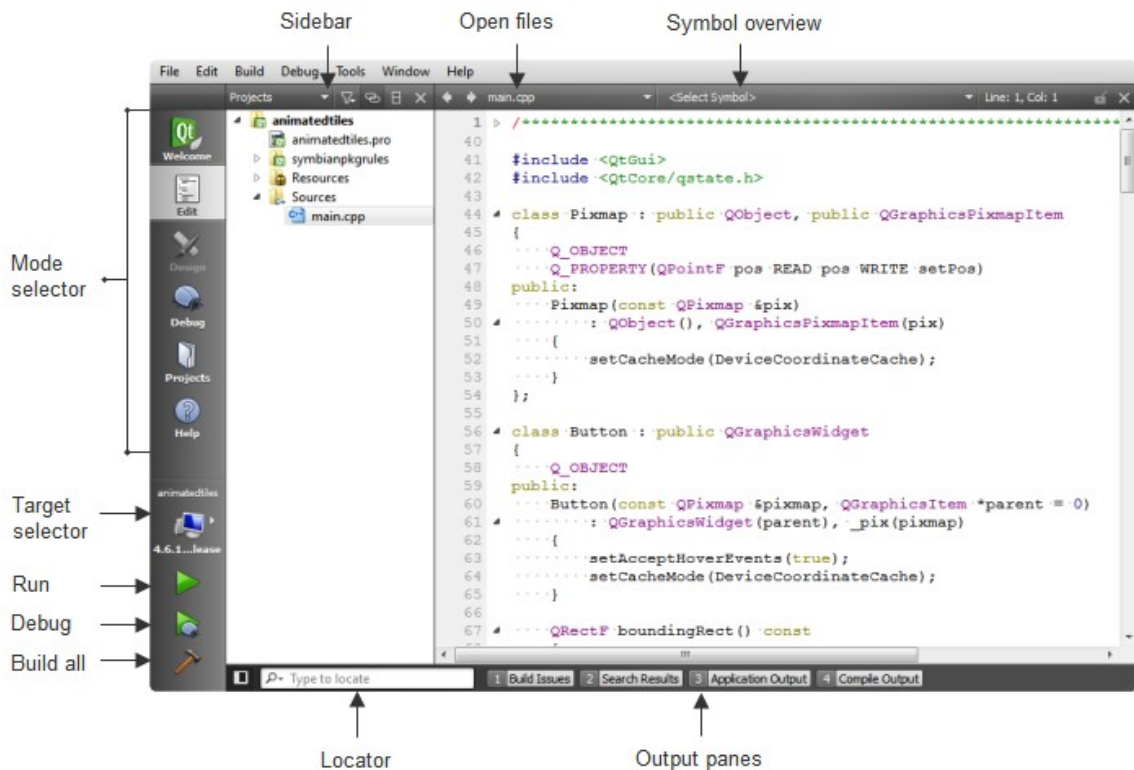 Sidebar Open files Symbol overview
File Edit Build Debug Tools Window Help
Projects main.cpp <Select Symbol> Line: 1, Col: 1
Mode selector
Welcome
Edit
Design
Debug
Projects
Help
Target selector
animatedtiles
4.6.1...lease
Run
Debug
Build all
animatedtiles
animatedtiles.pro
symbianpkgrules
Resources
Sources
main.cpp
1 /****************************************************************
40
41 #include <QtGui>
42 #include <QtCore/qstate.h>
43
44 class Pixmap : public QObject, public QGraphicsPixmapItem
45 {
46 Q_OBJECT
47 Q_PROPERTY(QPointF pos READ pos WRITE setPos)
48 public:
49 Pixmap(const QPixmap &pix)
50 : QObject(), QGraphicsPixmapItem(pix)
51 {
52 setCacheMode(DeviceCoordinateCache);
53 }
54 };
55
56 class Button : public QGraphicsWidget
57 {
58 Q_OBJECT
59 public:
60 Button(const QPixmap &pixmap, QGraphicsItem *parent = 0)
61 : QGraphicsWidget(parent), _pix(pixmap)
62 {
63 setAcceptHoverEvents(true);
64 setCacheMode(DeviceCoordinateCache);
65 }
66
67 QRectF boundingRect() const
Type to locate 1 Build Issues 2 Search Results 3 Application Output 4 Compile Output
Locator Output panes